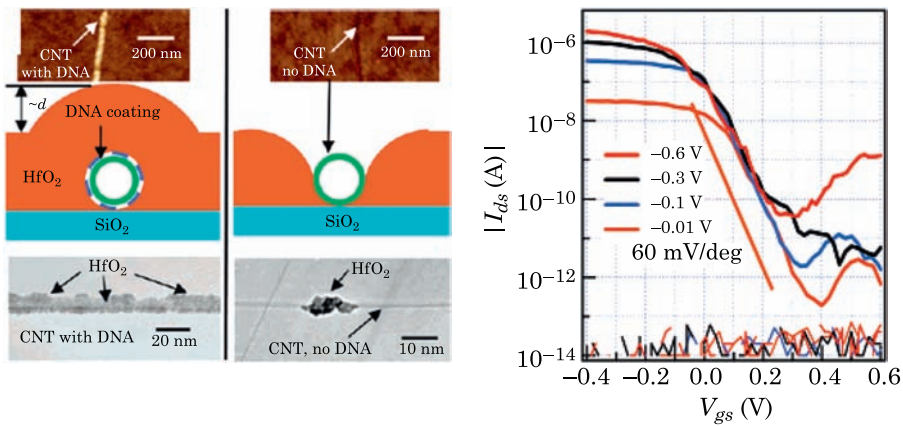 CNT
with DNA
200 nm
CNT
no DNA
200 nm
~d
DNA coating
HfO₂
SiO₂
SiO₂
HfO₂
CNT with DNA
20 nm
HfO₂
CNT, no DNA
10 nm
|I_ds (A)|
10⁻⁶
10⁻⁸
10⁻¹⁰
10⁻¹²
10⁻¹⁴
−0.6 V
−0.3 V
−0.1 V
−0.01 V
60 mV/deg
−0.4 −0.2 0.0 0.2 0.4 0.6
V_gs (V)